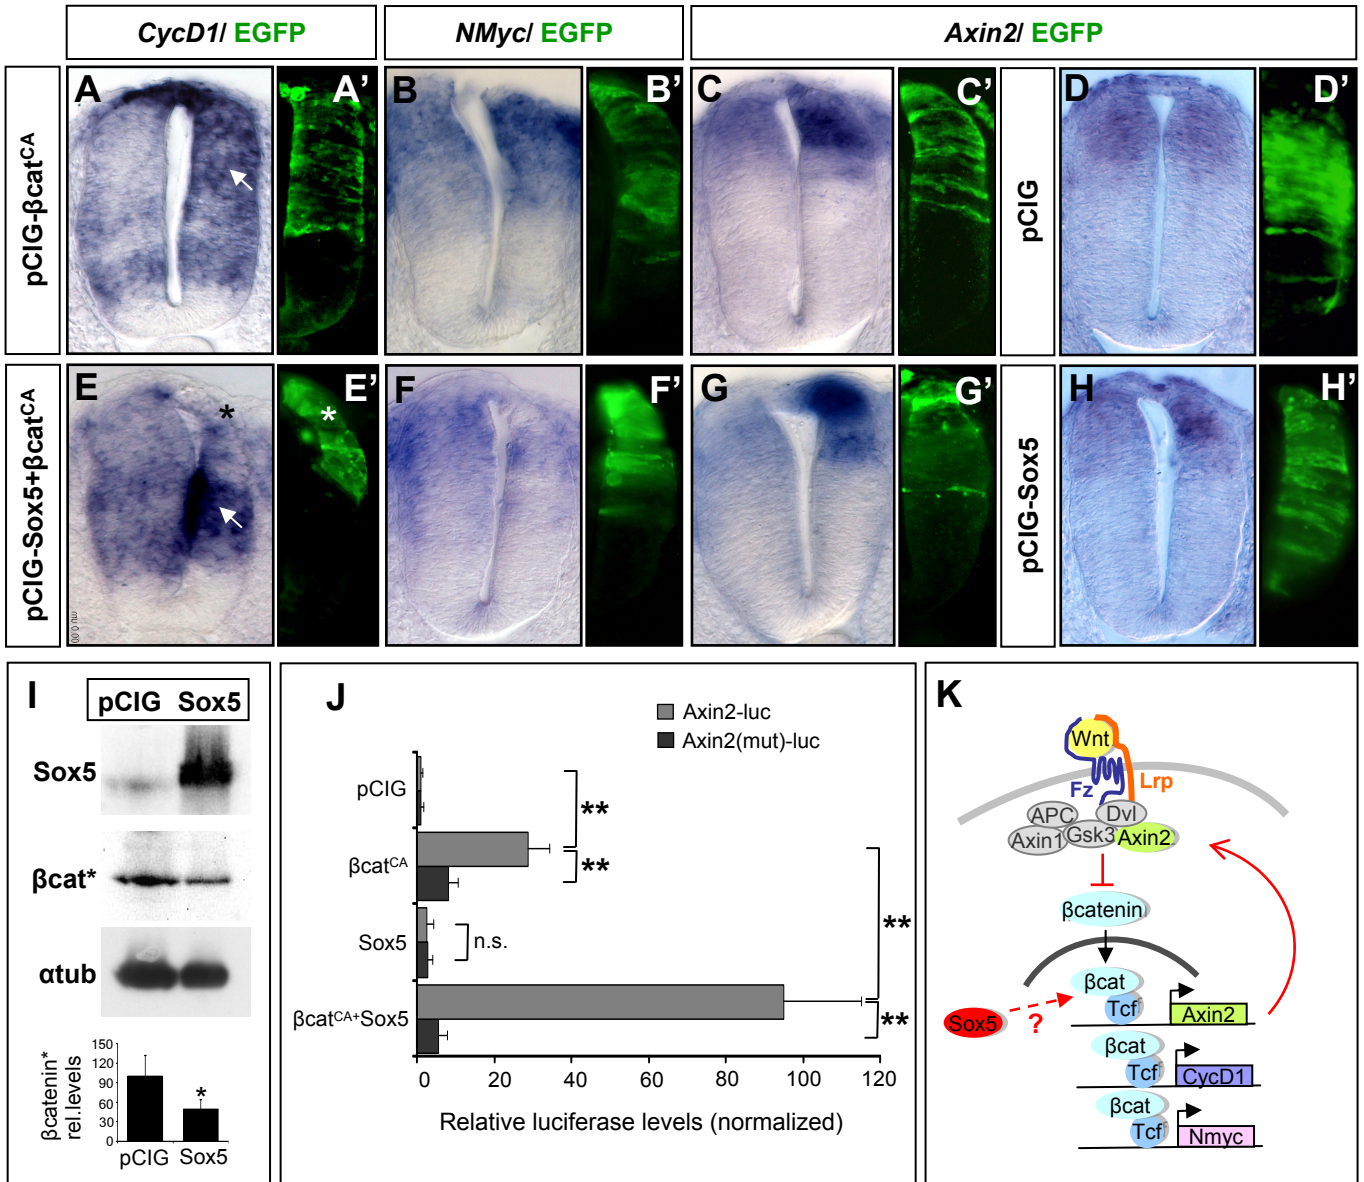 CycD1/ EGFP
NMyc/ EGFP
Axin2/ EGFP
pCIG-βcatCA
A
A'
B
B'
C
C'
pCIG
D
D'
pCIG-Sox5+βcatCA
E
*
E'
*
F
F'
G
G'
pCIG-Sox5
H
H'
I
pCIG Sox5
Sox5
βcat*
αtub
βcatenin*
rel.levels
150
120
90
60
30
0
*
pCIG Sox5
J
Axin2-luc
Axin2(mut)-luc
pCIG
βcatCA
Sox5
βcatCA+Sox5
**
**
n.s.
**
**
0 20 40 60 80 100 120
Relative luciferase levels (normalized)
K
Wnt
Fz
Lrp
APC
Dvl
Axin1
Gsk3
Axin2
βcatenin
βcat
Tcf
Axin2
Sox5
?
βcat
Tcf
CycD1
βcat
Tcf
Nmyc